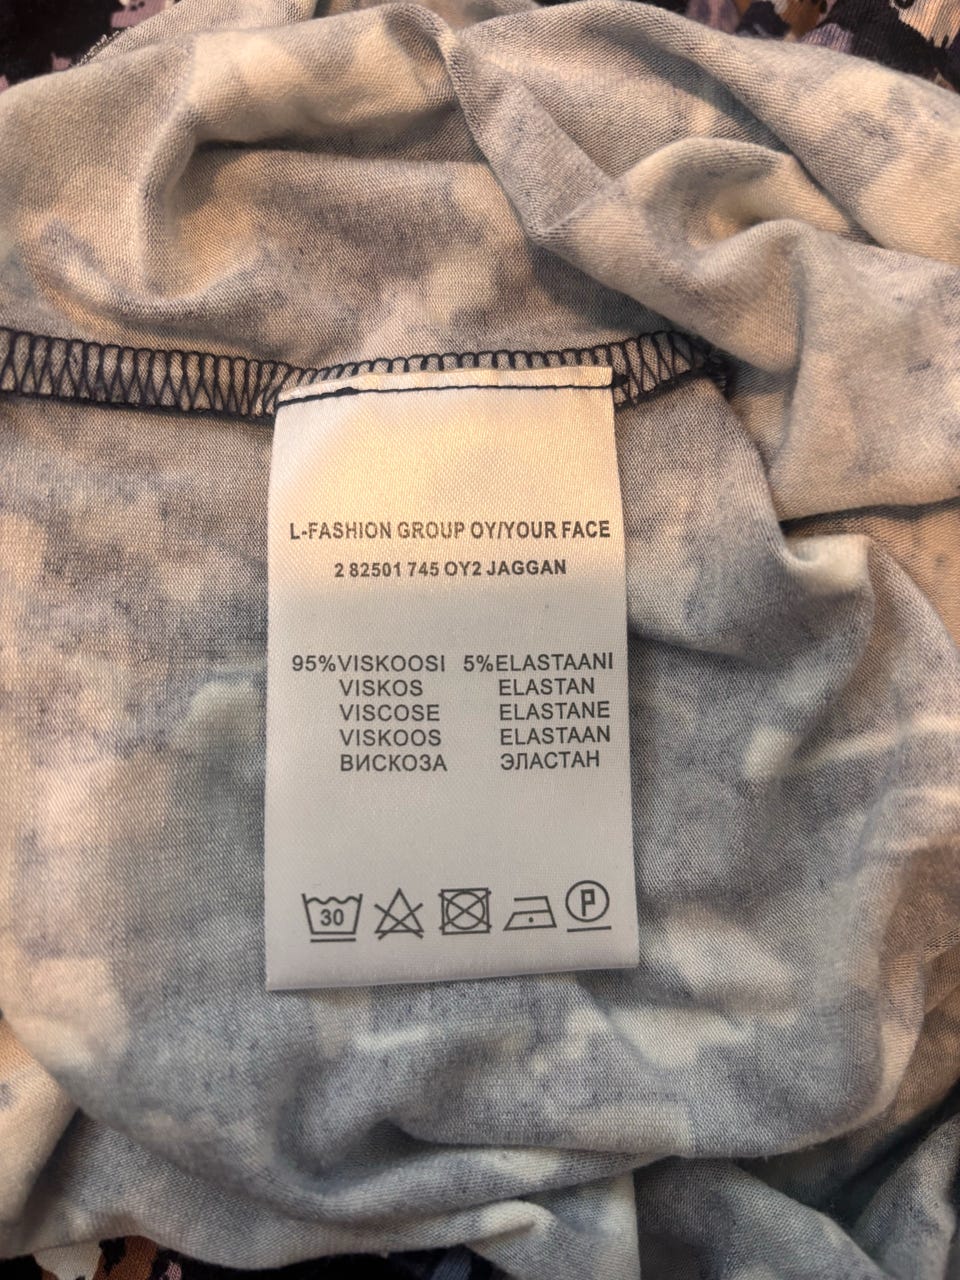 L-FASHION GROUP OY/YOUR FACE
2 82501 745 OY2 JAGGAN
95%VISKOOSI 5%ELASTAANI
VISKOS ELASTAN
VISCOSE ELASTANE
VISKOOS ELASTAAN
ВИСКОЗА ЭЛАСТАН
30 P